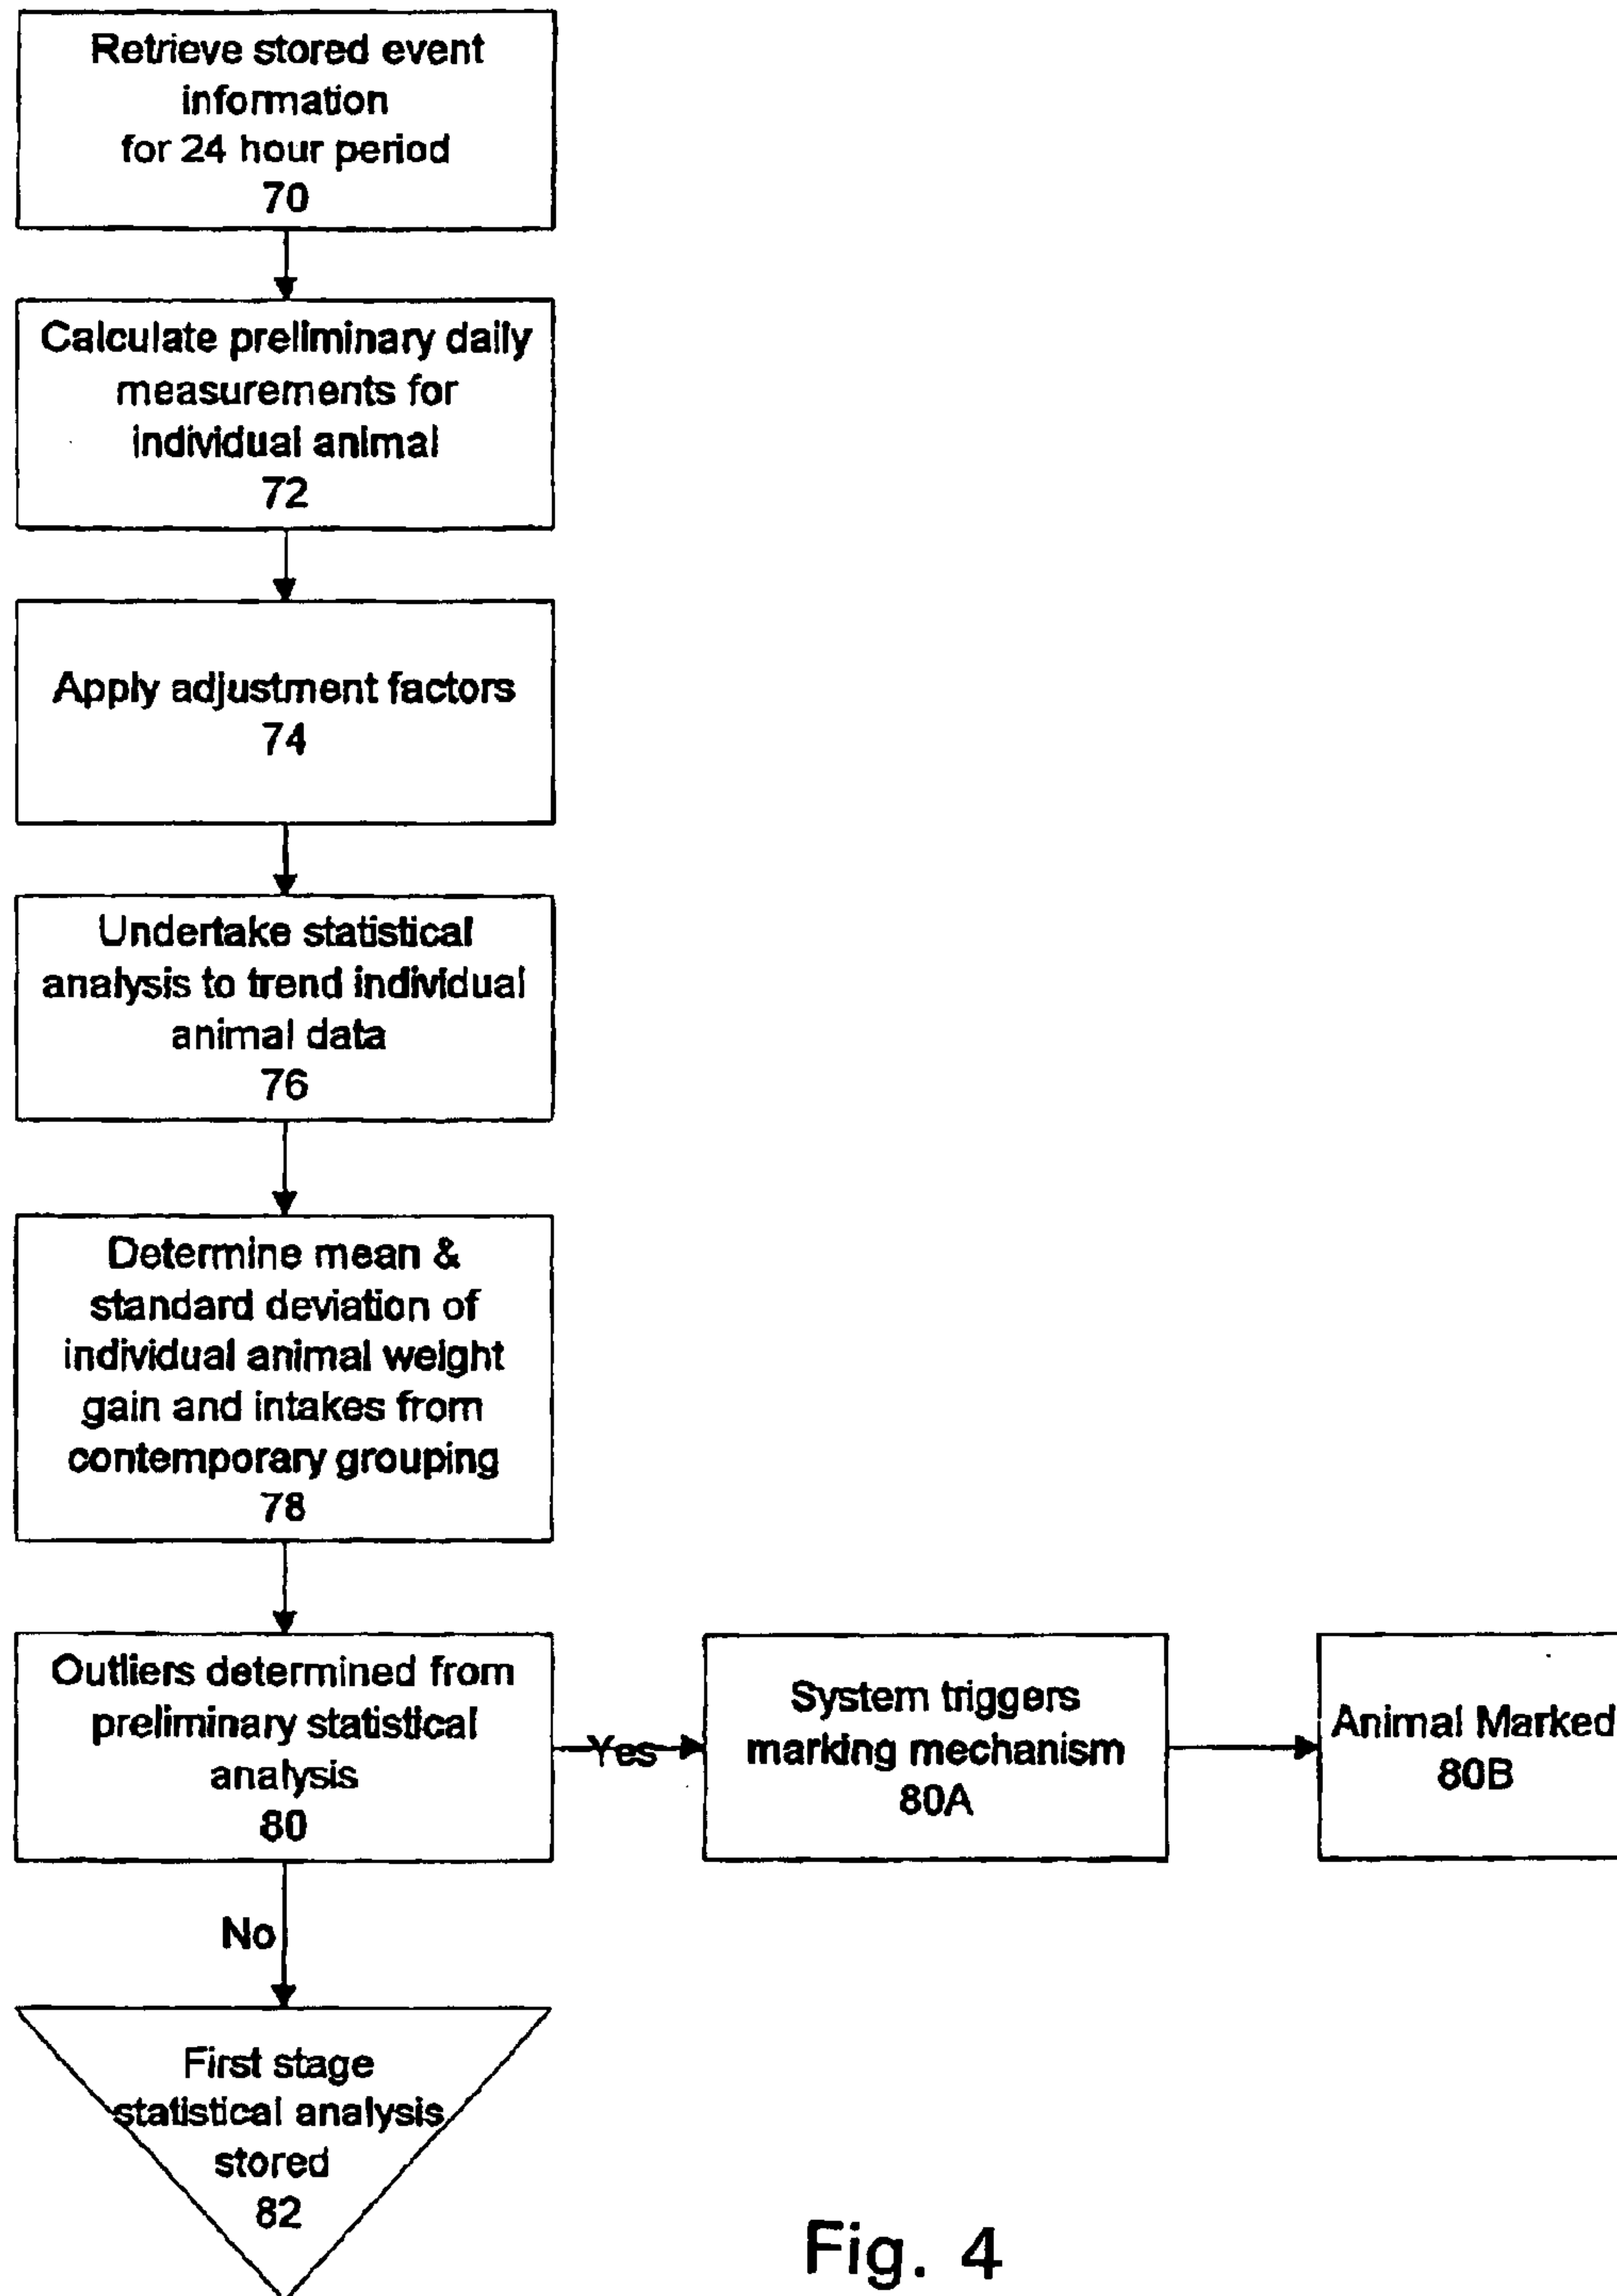 Retrieve stored event
information
for 24 hour period
70
Calculate preliminary daily
measurements for
individual animal
72
Apply adjustment factors
74
Undertake statistical
analysis to trend individual
animal data
76
Determine mean &
standard deviation of
individual animal weight
gain and intakes from
contemporary grouping
78
Outliers determined from
preliminary statistical
analysis
80
Yes
System triggers
marking mechanism
80A
Animal Marked
80B
No
First stage
statistical analysis
stored
82
Fig. 4